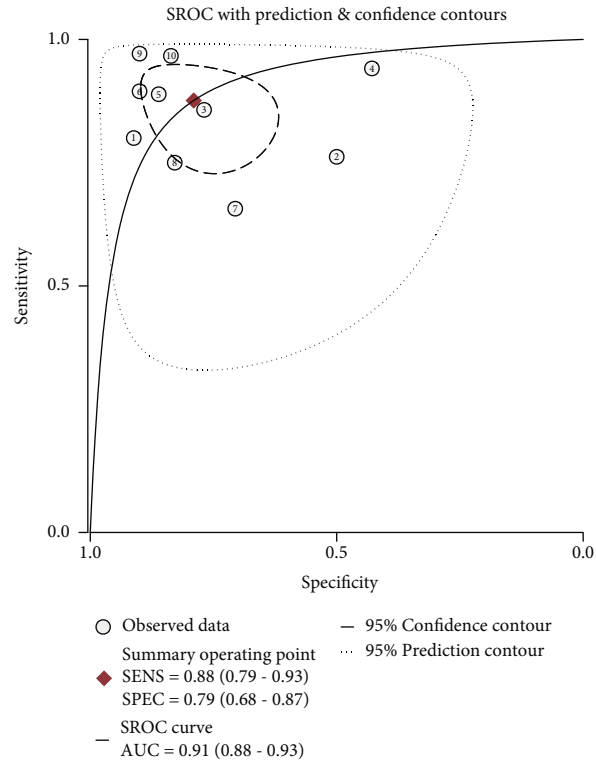 SROC with prediction & confidence contours
1.0
9
10
4
6
5
3
1
8
2
7
Sensitivity
0.5
0.0
1.0
0.5
0.0
Specificity
Observed data
Summary operating point
SENS = 0.88 (0.79 - 0.93)
SPEC = 0.79 (0.68 - 0.87)
SROC curve
AUC = 0.91 (0.88 - 0.93)
95% Confidence contour
95% Prediction contour